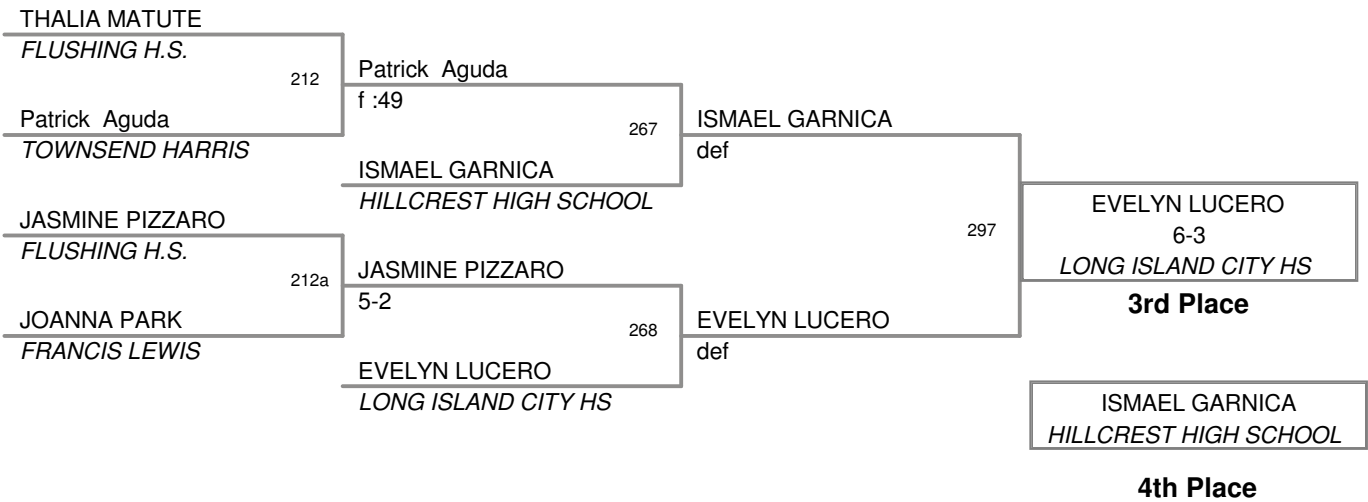 THALIA MATUTE
FLUSHING H.S.
212
Patrick Aguda
f :49
Patrick Aguda
TOWNSEND HARRIS
267
ISMAEL GARNICA
def
ISMAEL GARNICA
HILLCREST HIGH SCHOOL
JASMINE PIZZARO
FLUSHING H.S.
297
EVELYN LUCERO
6-3
LONG ISLAND CITY HS
3rd Place
212a
JASMINE PIZZARO
5-2
JOANNA PARK
FRANCIS LEWIS
268
EVELYN LUCERO
def
EVELYN LUCERO
LONG ISLAND CITY HS
ISMAEL GARNICA
HILLCREST HIGH SCHOOL
4th Place